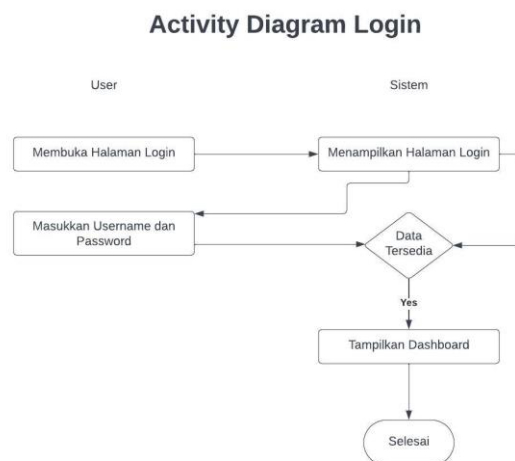 Activity Diagram Login
User
Sistem
Membuka Halaman Login
Menampilkan Halaman Login
Masukkan Username dan
Password
Data
Tersedia
Yes
Tampilkan Dashboard
Selesai